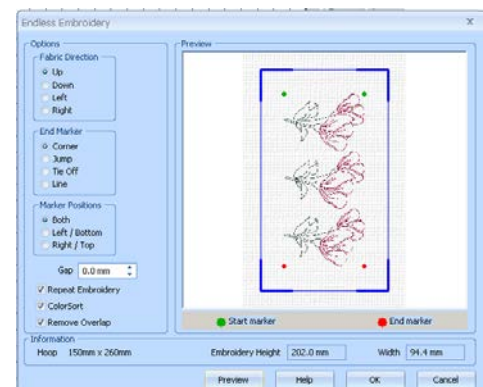 Endless Embroidery
x
Options
Fabric Direction
Up
Down
Left
Right
End Marker
Corner
Jump
Tie Off
Line
Marker Positions
Both
Left / Bottom
Right / Top
Gap 0.0 mm
Repeat Embroidery
ColorSort
Remove Overlap
Preview
Start marker End marker
Information
Hoop 150mm x 260mm Embroidery Height 202.0 mm Width 94.4 mm
Preview Help OK Cancel